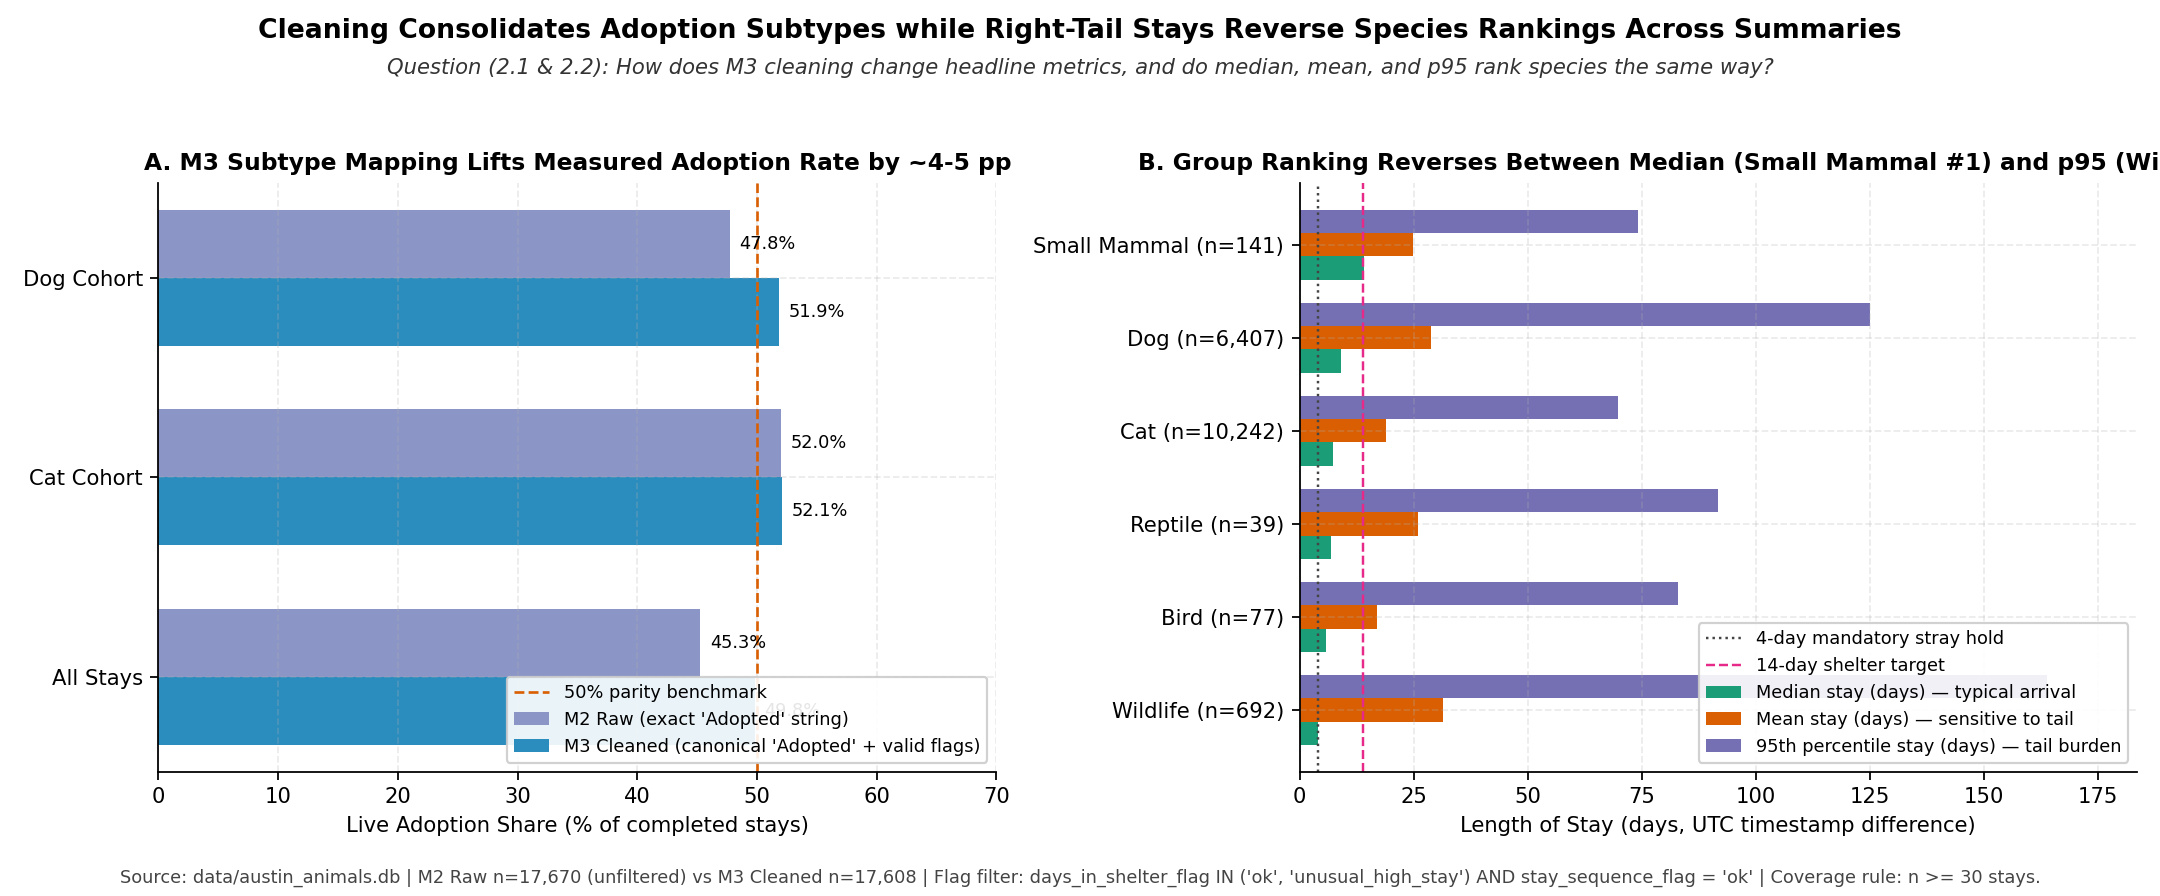 Cleaning Consolidates Adoption Subtypes while Right-Tail Stays Reverse Species Rankings Across Summaries
Question (2.1 & 2.2): How does M3 cleaning change headline metrics, and do median, mean, and p95 rank species the same way?
A. M3 Subtype Mapping Lifts Measured Adoption Rate by ~4-5 pp
Dog Cohort
47.8%
51.9%
Cat Cohort
52.0%
52.1%
All Stays
45.3%
49.8%
50% parity benchmark
M2 Raw (exact 'Adopted' string)
M3 Cleaned (canonical 'Adopted' + valid flags)
0 10 20 30 40 50 60 70
Live Adoption Share (% of completed stays)
B. Group Ranking Reverses Between Median (Small Mammal #1) and p95 (Wi
Small Mammal (n=141)
Dog (n=6,407)
Cat (n=10,242)
Reptile (n=39)
Bird (n=77)
Wildlife (n=692)
4-day mandatory stray hold
14-day shelter target
Median stay (days) — typical arrival
Mean stay (days) — sensitive to tail
95th percentile stay (days) — tail burden
0 25 50 75 100 125 150 175
Length of Stay (days, UTC timestamp difference)
Source: data/austin_animals.db | M2 Raw n=17,670 (unfiltered) vs M3 Cleaned n=17,608 | Flag filter: days_in_shelter_flag IN ('ok', 'unusual_high_stay') AND stay_sequence_flag = 'ok' | Coverage rule: n >= 30 stays.